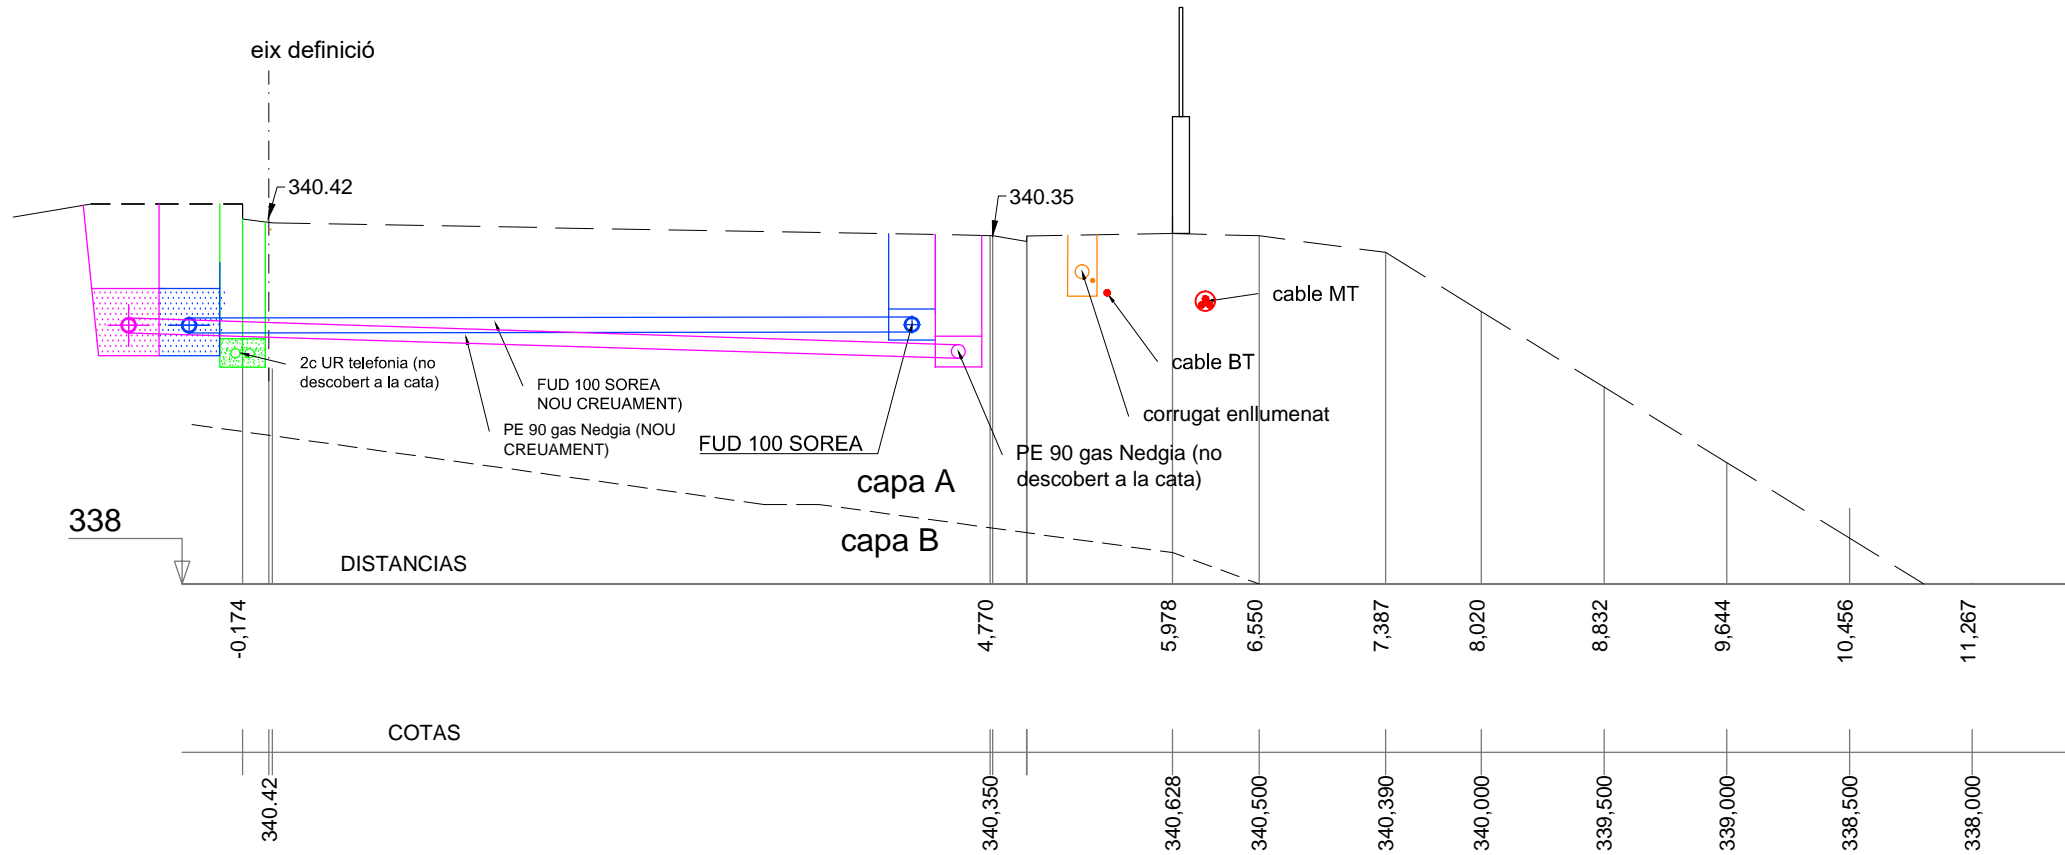 eix definició
340.42
340.35
cable MT
cable BT
2c UR telefonia (no
descobert a la cata)
FUD 100 SOREA
NOU CREUAMENT)
corrugat enllumenat
PE 90 gas Nedgia (NOU
CREUAMENT)
FUD 100 SOREA
PE 90 gas Nedgia (no
descobert a la cata)
capa A
338
capa B
DISTANCIAS
-0,174
4,770
5,978
6,550
7,387
8,020
8,832
9,644
10,456
11,267
COTAS
340.42
340,350
340,628
340,500
340,390
340,000
339,500
339,000
338,500
338,000